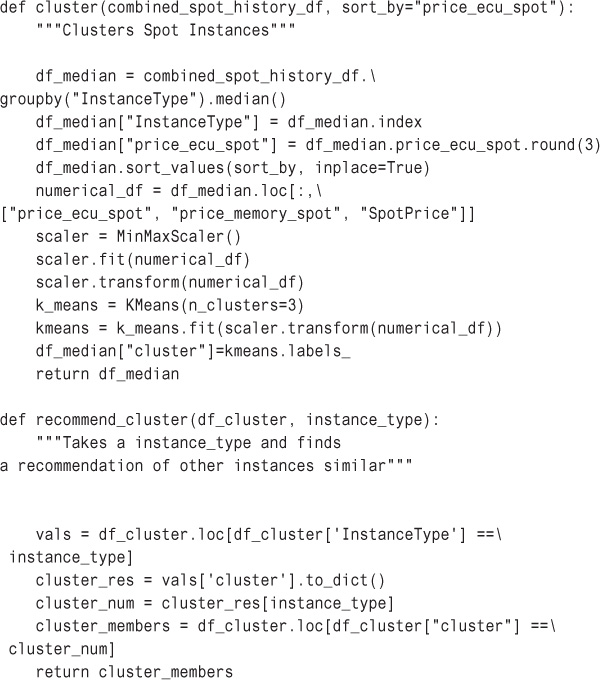 def cluster(combined_spot_history_df, sort_by="price_ecu_spot"):
    """Clusters Spot Instances"""

    df_median = combined_spot_history_df.\
groupby("InstanceType").median()
    df_median["InstanceType"] = df_median.index
    df_median["price_ecu_spot"] = df_median.price_ecu_spot.round(3)
    df_median.sort_values(sort_by, inplace=True)
    numerical_df = df_median.loc[:,\
["price_ecu_spot", "price_memory_spot", "SpotPrice"]]
    scaler = MinMaxScaler()
    scaler.fit(numerical_df)
    scaler.transform(numerical_df)
    k_means = KMeans(n_clusters=3)
    kmeans = k_means.fit(scaler.transform(numerical_df))
    df_median["cluster"]=kmeans.labels_
    return df_median

def recommend_cluster(df_cluster, instance_type):
    """Takes a instance_type and finds
a recommendation of other instances similar"""


    vals = df_cluster.loc[df_cluster['InstanceType'] ==\
 instance_type]
    cluster_res = vals['cluster'].to_dict()
    cluster_num = cluster_res[instance_type]
    cluster_members = df_cluster.loc[df_cluster["cluster"] ==\
 cluster_num]
    return cluster_members